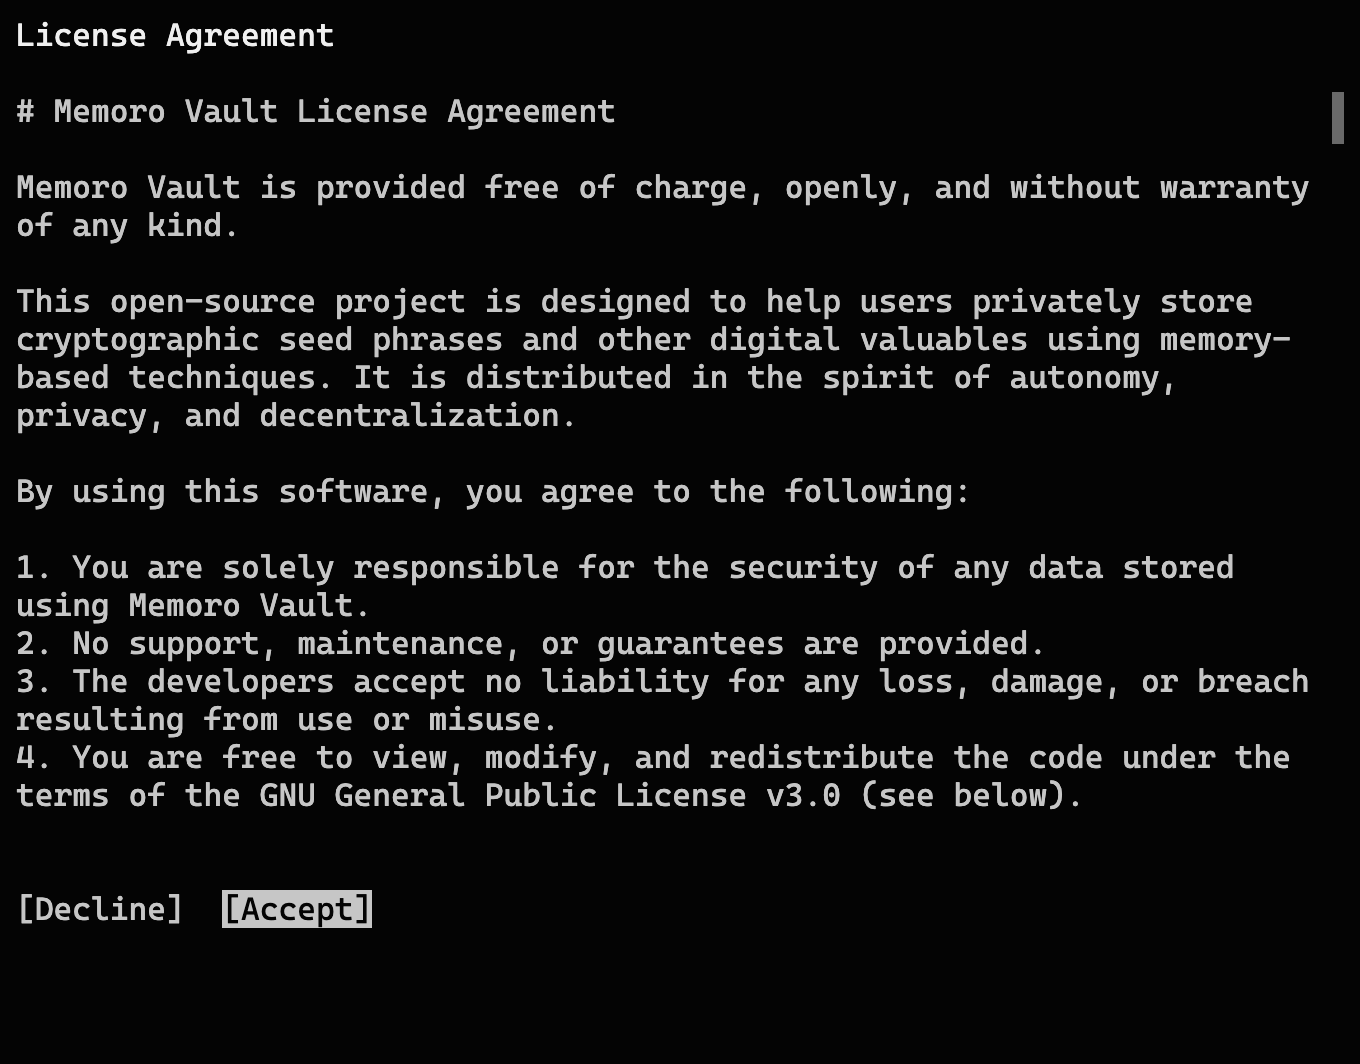 License Agreement
# Memoro Vault License Agreement
Memoro Vault is provided free of charge, openly, and without warranty
of any kind.
This open-source project is designed to help users privately store
cryptographic seed phrases and other digital valuables using memory-
based techniques. It is distributed in the spirit of autonomy,
privacy, and decentralization.
By using this software, you agree to the following:
1. You are solely responsible for the security of any data stored
using Memoro Vault.
2. No support, maintenance, or guarantees are provided.
3. The developers accept no liability for any loss, damage, or breach
resulting from use or misuse.
4. You are free to view, modify, and redistribute the code under the
terms of the GNU General Public License v3.0 (see below).
[Decline]  [Accept]